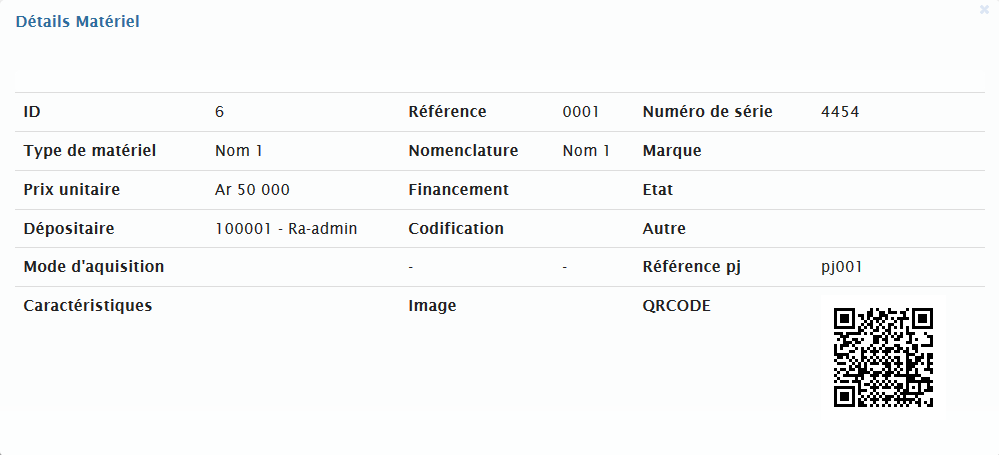 Détails Matériel
ID 6 Référence 0001 Numéro de série 4454
Type de matériel Nom 1 Nomenclature Nom 1 Marque
Prix unitaire Ar 50 000 Financement Etat
Dépositaire 100001 - Ra-admin Codification Autre
Mode d'aquisition - - Référence pj pj001
Caractéristiques Image QRCODE